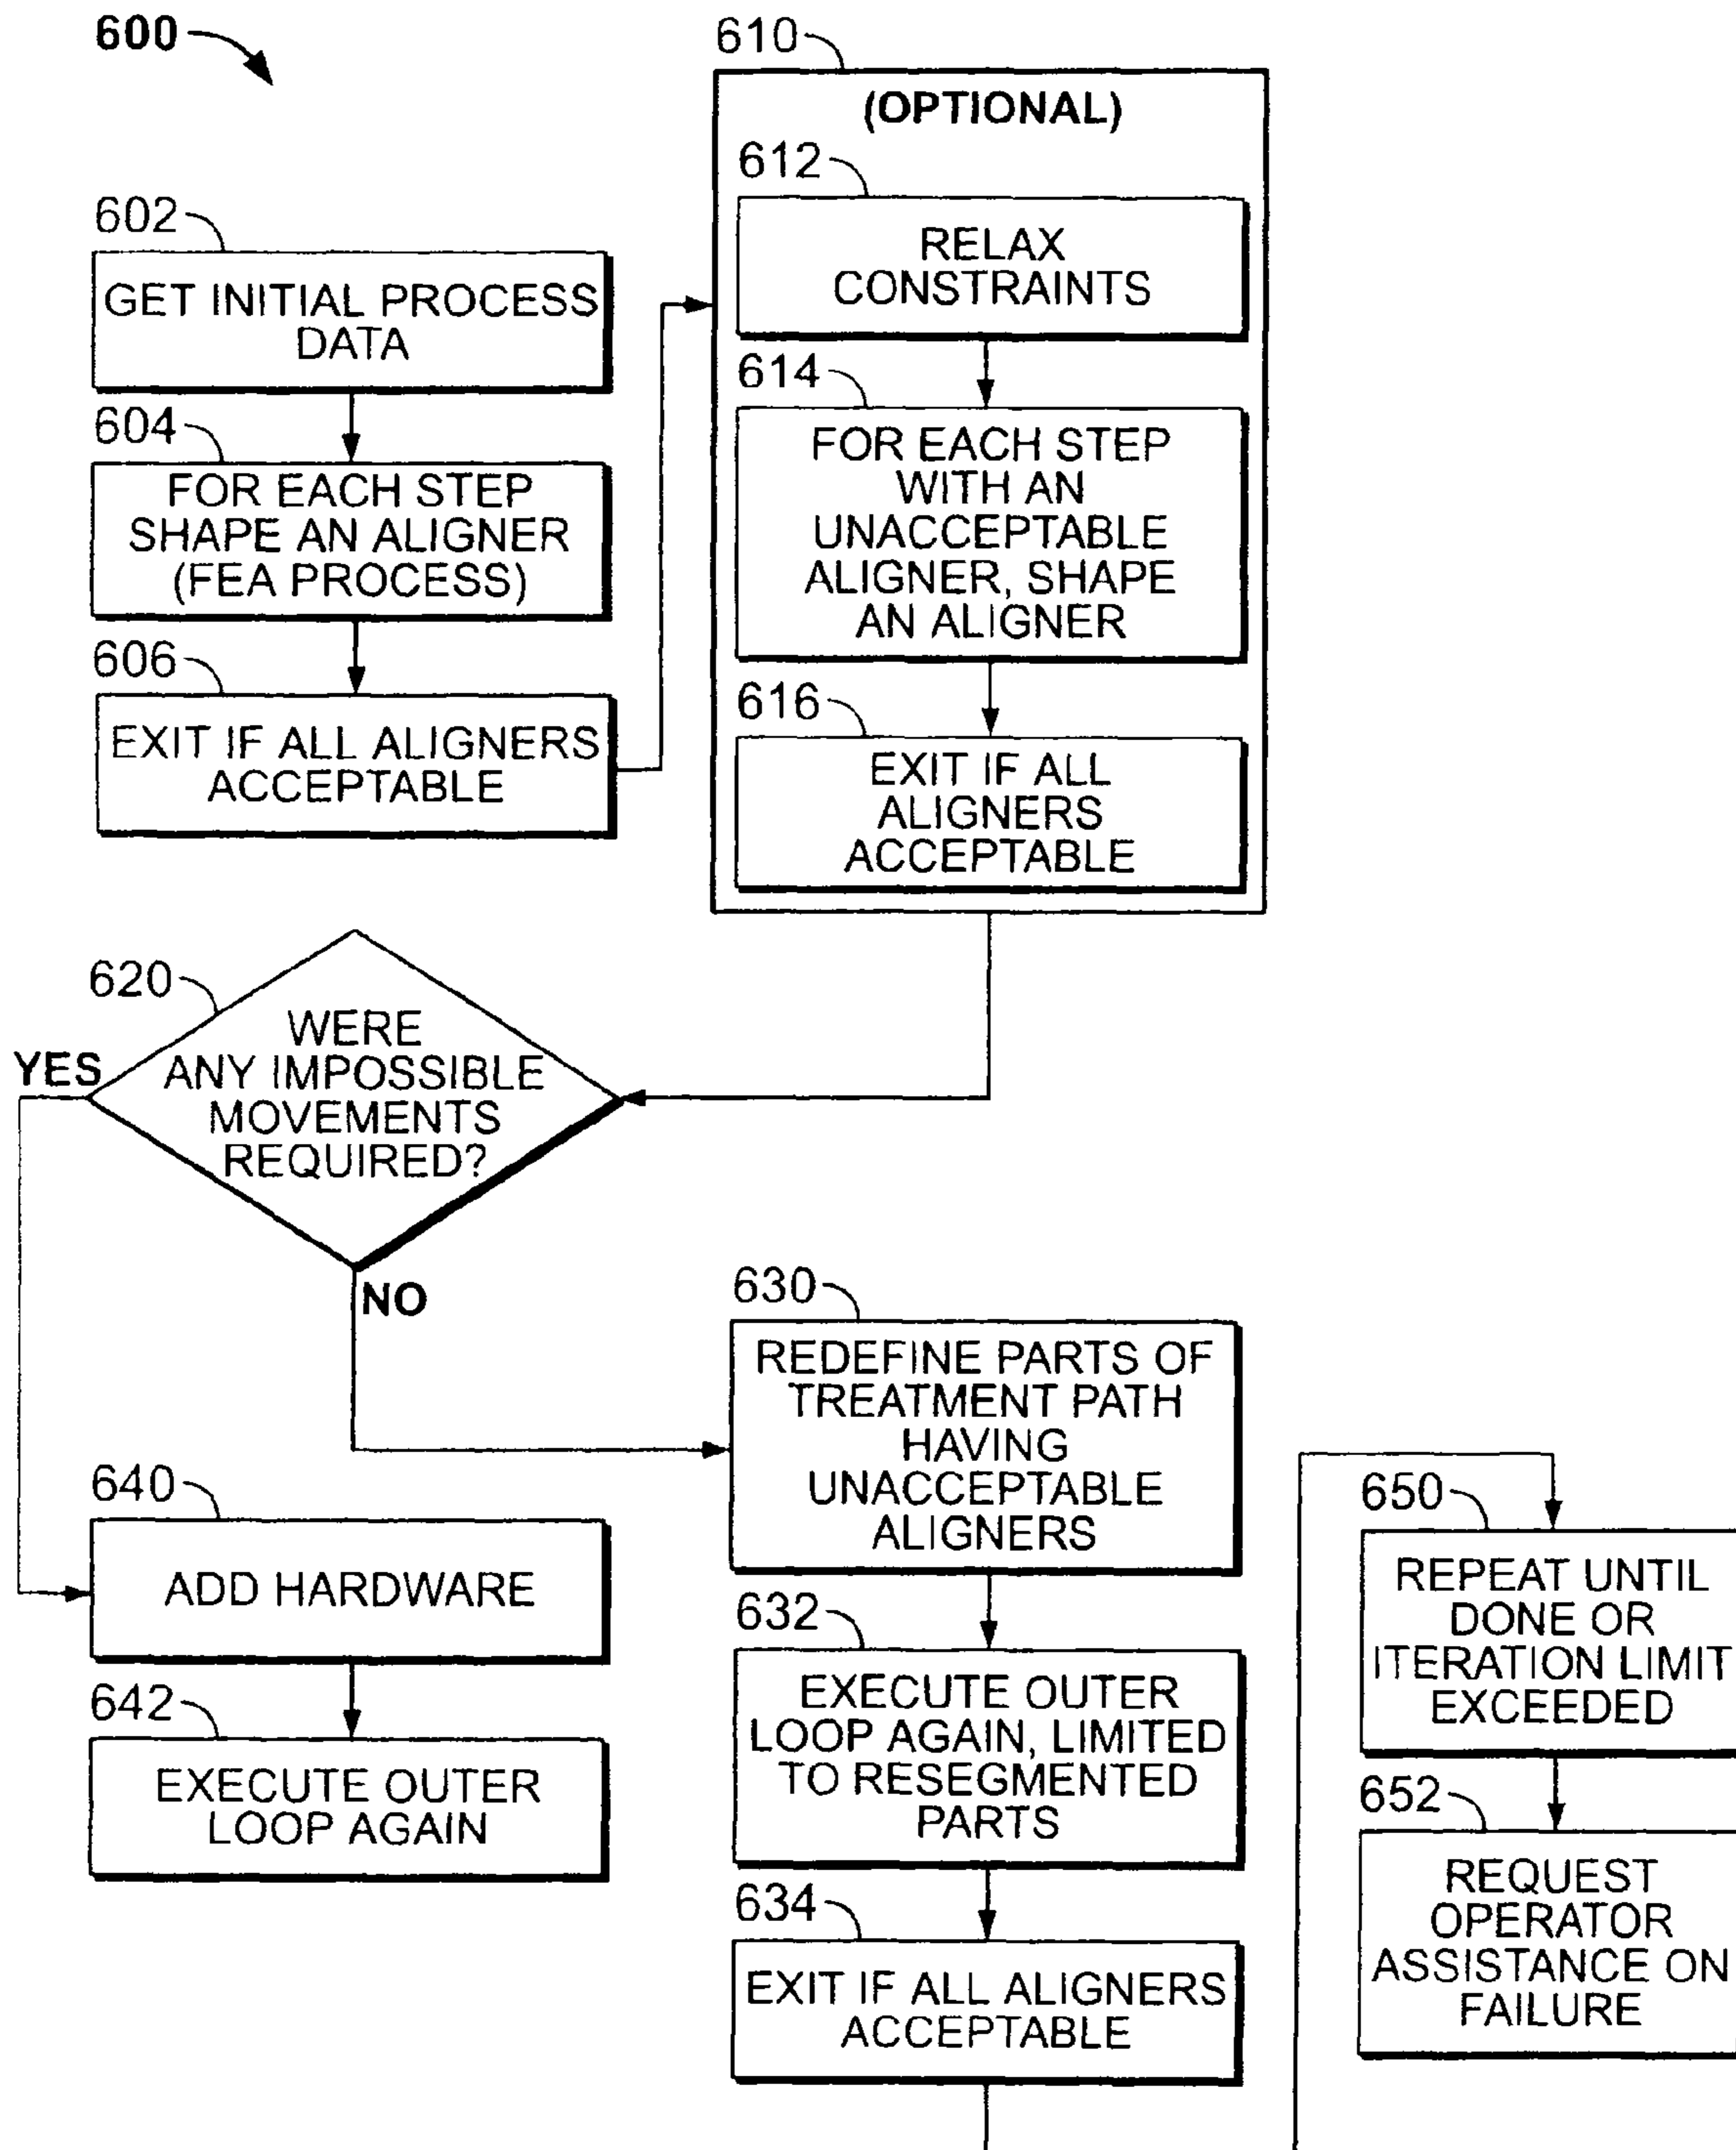 600
602
GET INITIAL PROCESS
DATA
604
FOR EACH STEP
SHAPE AN ALIGNER
(FEA PROCESS)
606
EXIT IF ALL ALIGNERS
ACCEPTABLE
610
(OPTIONAL)
612
RELAX
CONSTRAINTS
614
FOR EACH STEP
WITH AN
UNACCEPTABLE
ALIGNER, SHAPE
AN ALIGNER
616
EXIT IF ALL
ALIGNERS
ACCEPTABLE
620
WERE
ANY IMPOSSIBLE
MOVEMENTS
REQUIRED?
YES
NO
640
ADD HARDWARE
642
EXECUTE OUTER
LOOP AGAIN
630
REDEFINE PARTS OF
TREATMENT PATH
HAVING
UNACCEPTABLE
ALIGNERS
632
EXECUTE OUTER
LOOP AGAIN, LIMITED
TO RESEGMENTED
PARTS
634
EXIT IF ALL ALIGNERS
ACCEPTABLE
650
REPEAT UNTIL
DONE OR
ITERATION LIMIT
EXCEEDED
652
REQUEST
OPERATOR
ASSISTANCE ON
FAILURE